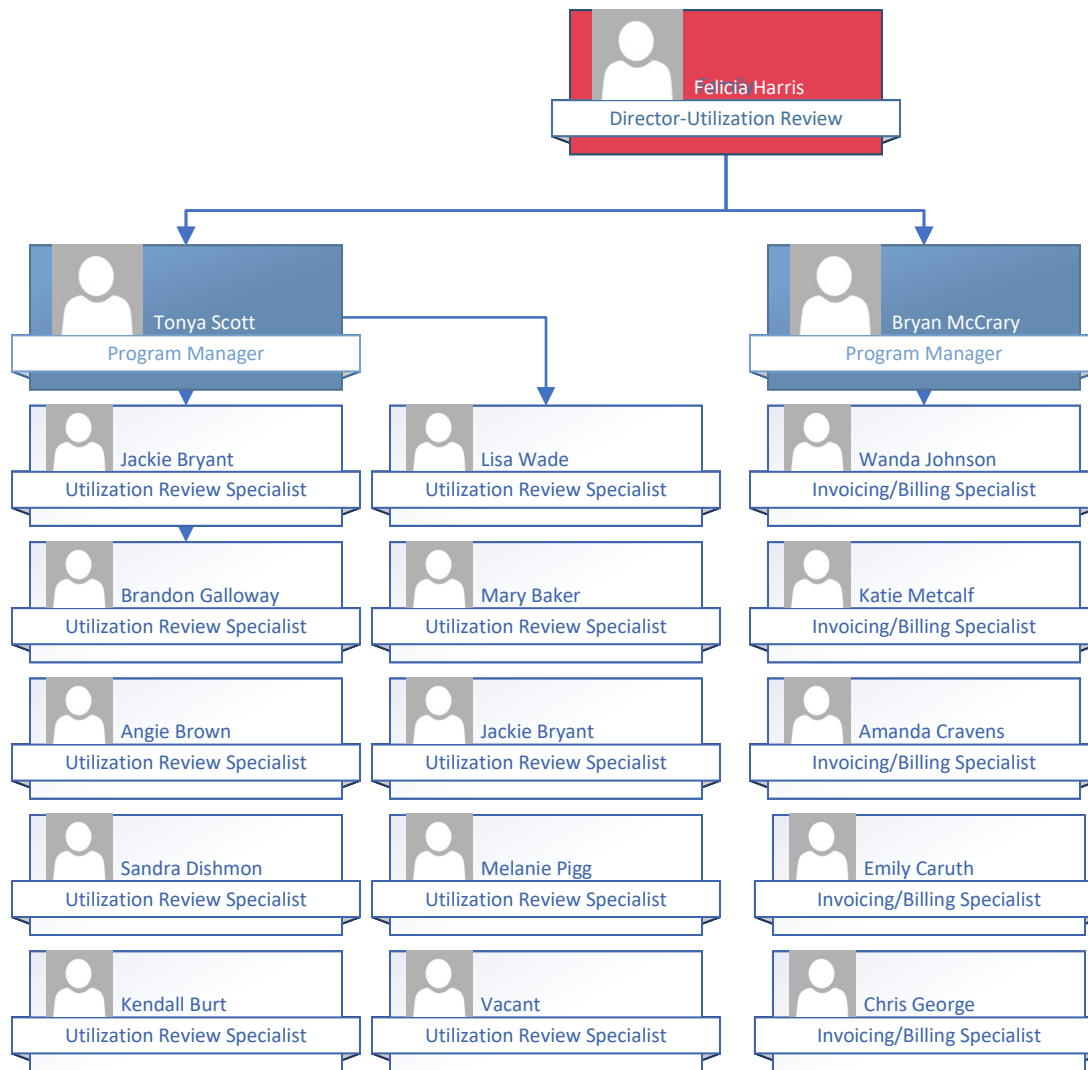 Felicia Harris
Director-Utilization Review
Tonya Scott
Program Manager
Bryan McCrary
Program Manager
Jackie Bryant
Utilization Review Specialist
Lisa Wade
Utilization Review Specialist
Wanda Johnson
Invoicing/Billing Specialist
Brandon Galloway
Utilization Review Specialist
Mary Baker
Utilization Review Specialist
Katie Metcalf
Invoicing/Billing Specialist
Angie Brown
Utilization Review Specialist
Jackie Bryant
Utilization Review Specialist
Amanda Cravens
Invoicing/Billing Specialist
Sandra Dishmon
Utilization Review Specialist
Melanie Pigg
Utilization Review Specialist
Emily Caruth
Invoicing/Billing Specialist
Kendall Burt
Utilization Review Specialist
Vacant
Utilization Review Specialist
Chris George
Invoicing/Billing Specialist